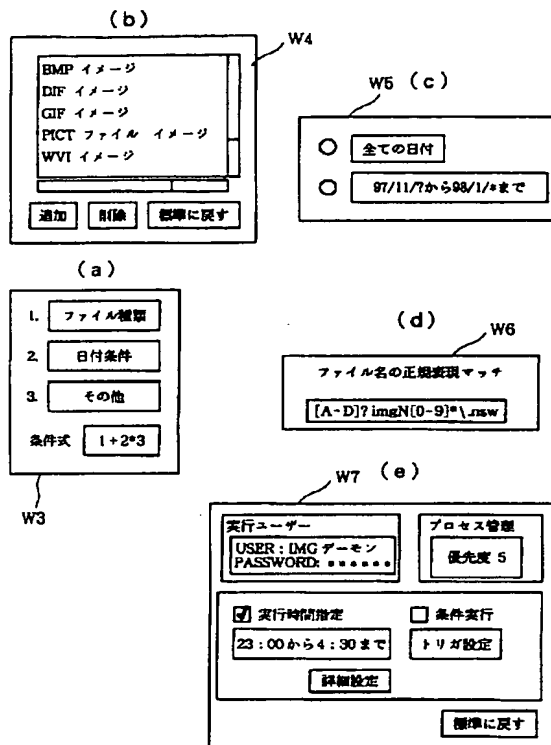 (b)
W4
BMP イメージ
DIF イメージ
GIF イメージ
PICT ファイル イメージ
WVI イメージ
追加 削除 標準に戻す
W5 (c)
全ての日付
97/11/?から98/1/*まで
(a)
1. ファイル種類
2. 日付条件
3. その他
条件式 1+2*3
W3
(d)
W6
ファイル名の正規表現マッチ
[A-D]?imgN[0-9]*\.nsw
W7 (e)
実行ユーザー
USER : IMG デーモン
PASSWORD: ******
プロセス管理
優先度 5
実行時間指定
条件実行
23：00から4：30まで
トリガ設定
詳細設定
標準に戻す